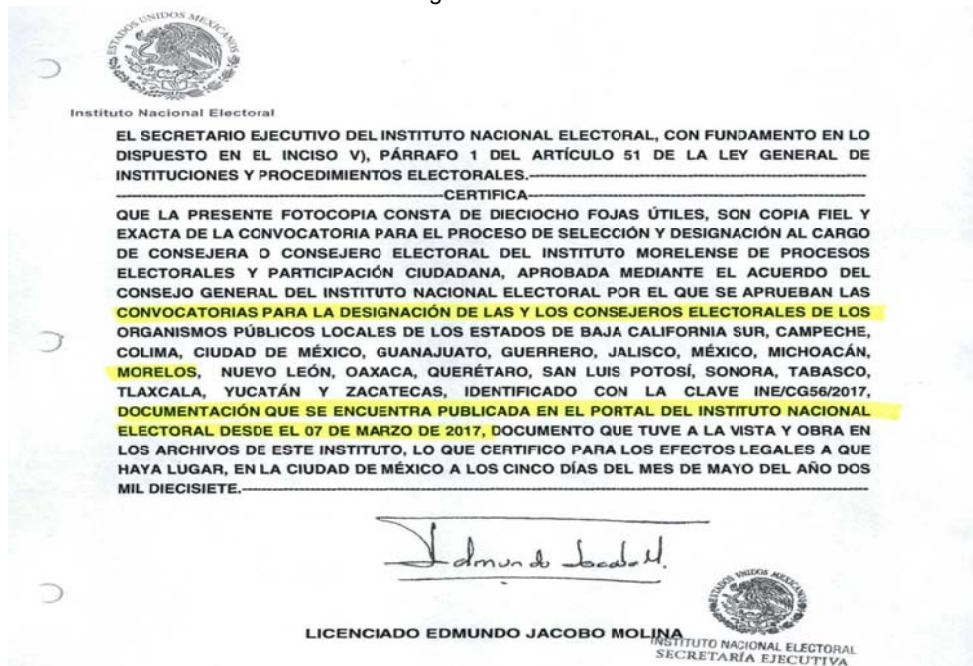 ESTADOS UNIDOS MEXICANOS
Instituto Nacional Electoral
EL SECRETARIO EJECUTIVO DEL INSTITUTO NACIONAL ELECTORAL, CON FUNDAMENTO EN LO
DISPUESTO EN EL INCISO V), PÁRRAFO 1 DEL ARTÍCULO 51 DE LA LEY GENERAL DE
INSTITUCIONES Y PROCEDIMIENTOS ELECTORALES.------------------------------------------------------------
------------------------------------------------CERTIFICA------------------------------------------------
QUE LA PRESENTE FOTOCOPIA CONSTA DE DIECIOCHO FOJAS ÚTILES, SON COPIA FIEL Y
EXACTA DE LA CONVOCATORIA PARA EL PROCESO DE SELECCIÓN Y DESIGNACIÓN AL CARGO
DE CONSEJERA O CONSEJERO ELECTORAL DEL INSTITUTO MORELENSE DE PROCESOS
ELECTORALES Y PARTICIPACIÓN CIUDADANA, APROBADA MEDIANTE EL ACUERDO DEL
CONSEJO GENERAL DEL INSTITUTO NACIONAL ELECTORAL POR EL QUE SE APRUEBAN LAS
CONVOCATORIAS PARA LA DESIGNACIÓN DE LAS Y LOS CONSEJEROS ELECTORALES DE LOS
ORGANISMOS PÚBLICOS LOCALES DE LOS ESTADOS DE BAJA CALIFORNIA SUR, CAMPECHE,
COLIMA, CIUDAD DE MÉXICO, GUANAJUATO, GUERRERO, JALISCO, MÉXICO, MICHOACÁN,
MORELOS, NUEVO LEÓN, OAXACA, QUERÉTARO, SAN LUIS POTOSÍ, SONORA, TABASCO,
TLAXCALA, YUCATÁN Y ZACATECAS, IDENTIFICADO CON LA CLAVE INE/CG56/2017,
DOCUMENTACIÓN QUE SE ENCUENTRA PUBLICADA EN EL PORTAL DEL INSTITUTO NACIONAL
ELECTORAL DESDE EL 07 DE MARZO DE 2017, DOCUMENTO QUE TUVE A LA VISTA Y OBRA EN
LOS ARCHIVOS DE ESTE INSTITUTO, LO QUE CERTIFICO PARA LOS EFECTOS LEGALES A QUE
HAYA LUGAR, EN LA CIUDAD DE MÉXICO A LOS CINCO DÍAS DEL MES DE MAYO DEL AÑO DOS
MIL DIECISIETE.------------------------------------------------------------------------------------------
Edmundo Jacobo M.
ESTADOS UNIDOS MEXICANOS
LICENCIADO EDMUNDO JACOBO MOLINA
INSTITUTO NACIONAL ELECTORAL
SECRETARÍA EJECUTIVA